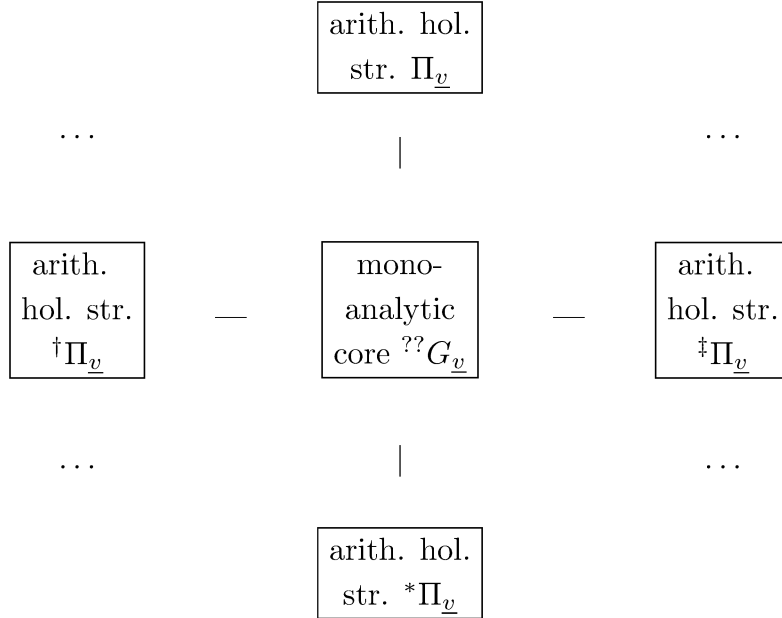 arith. hol.
str. Π_v
... ...
|
arith.
hol. str.
†Π_v
—
mono-
analytic
core ??G_v
—
arith.
hol. str.
‡Π_v
... ...
|
arith. hol.
str. *Π_v